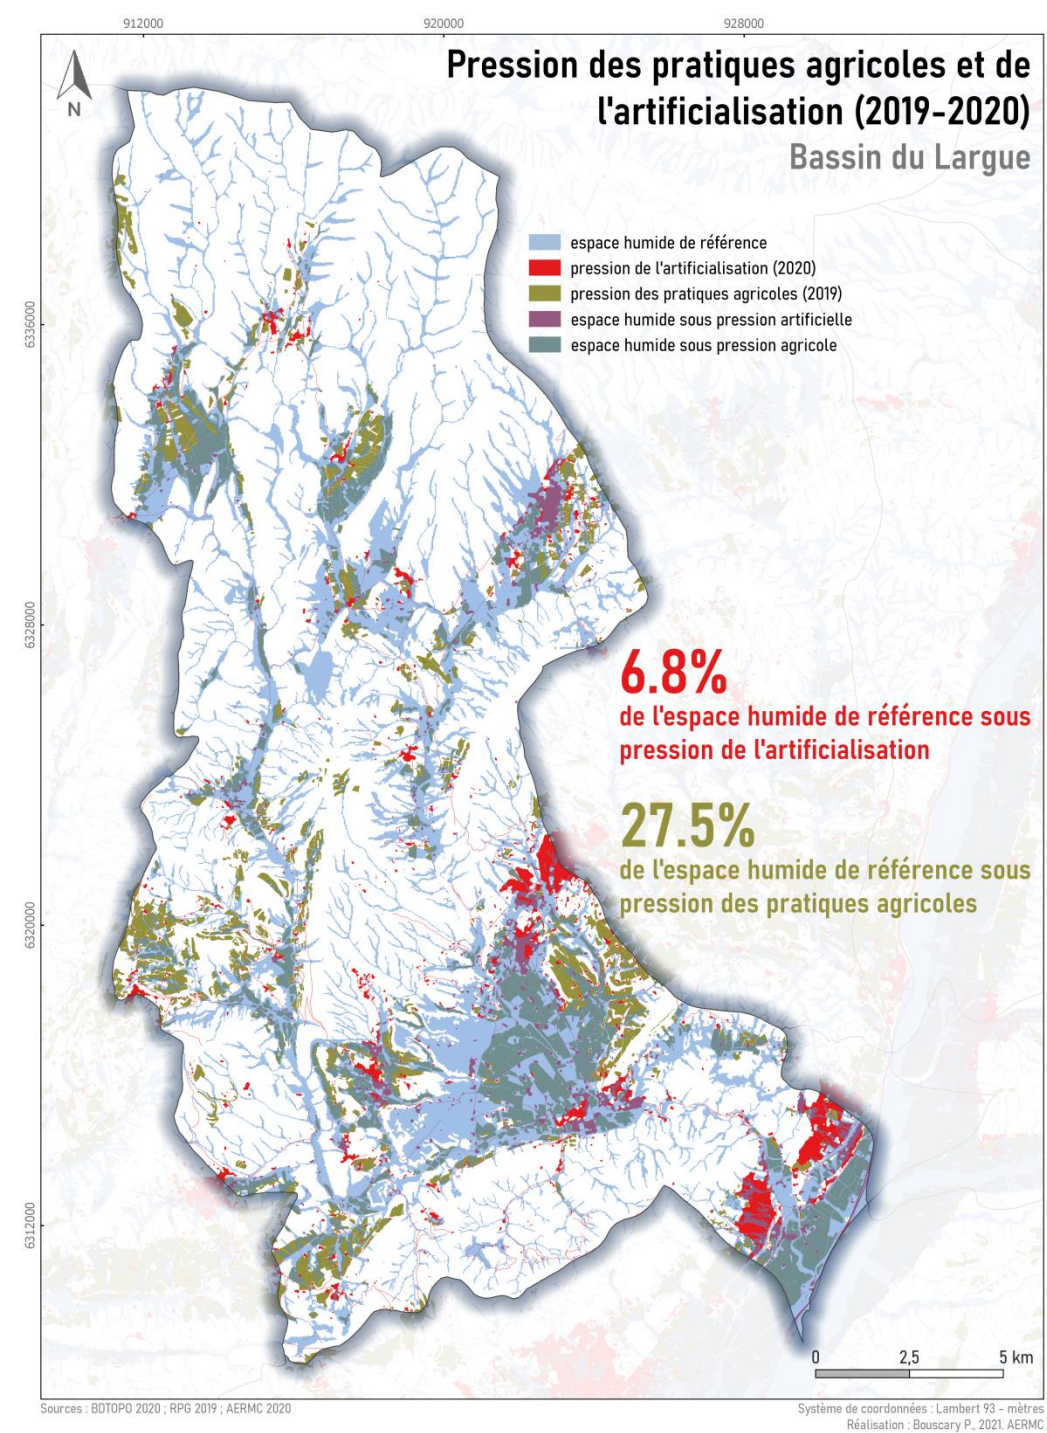 912000
920000
928000
Pression des pratiques agricoles et de
l'artificialisation (2019-2020)
Bassin du Largue
N
espace humide de référence
pression de l'artificialisation (2020)
pression des pratiques agricoles (2019)
espace humide sous pression artificielle
espace humide sous pression agricole
6336000
6328000
6320000
6312000
6.8%
de l'espace humide de référence sous
pression de l'artificialisation
27.5%
de l'espace humide de référence sous
pression des pratiques agricoles
0 2,5 5 km
Sources : BDTOPO 2020 ; RPG 2019 ; AERMC 2020
Système de coordonnées : Lambert 93 - mètres
Réalisation : Bouscary P., 2021. AERMC